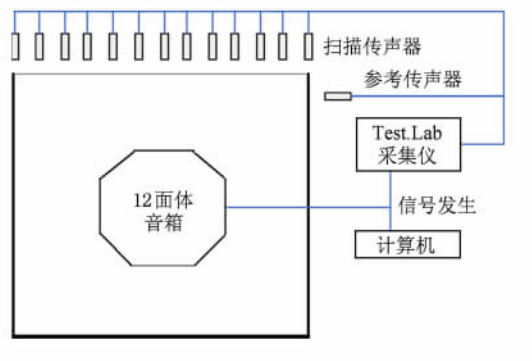 扫描传声器
参考传声器
Test.Lab
采集仪
12面体
音箱
信号发生
计算机